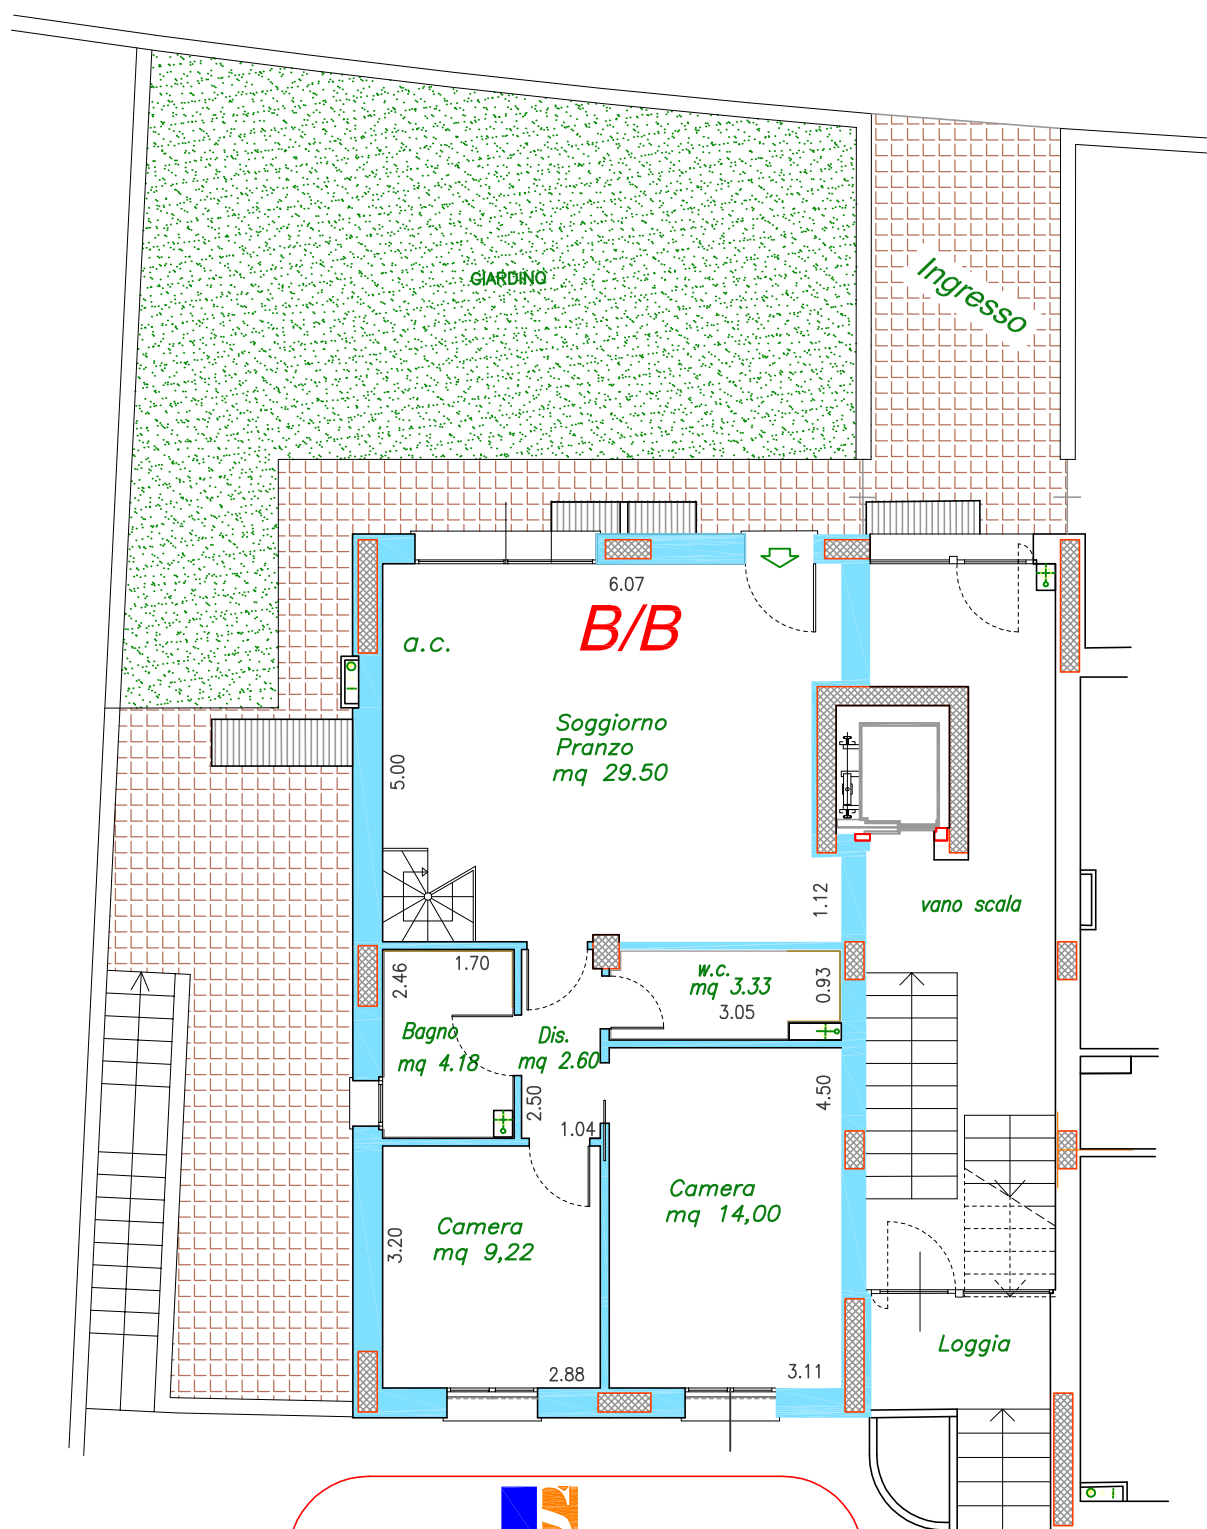 GIARDINO
Ingresso
6.07
B/B
a.c.
Soggiorno
Pranzo
mq 29.50
5.00
1.12
vano scala
1.70
2.46
w.c.
mq 3.33
0.93
3.05
Bagno
mq 4.18
Dis.
mq 2.60
2.50
1.04
4.50
Camera
mq 14,00
Camera
mq 9,22
3.20
2.88
3.11
Loggia